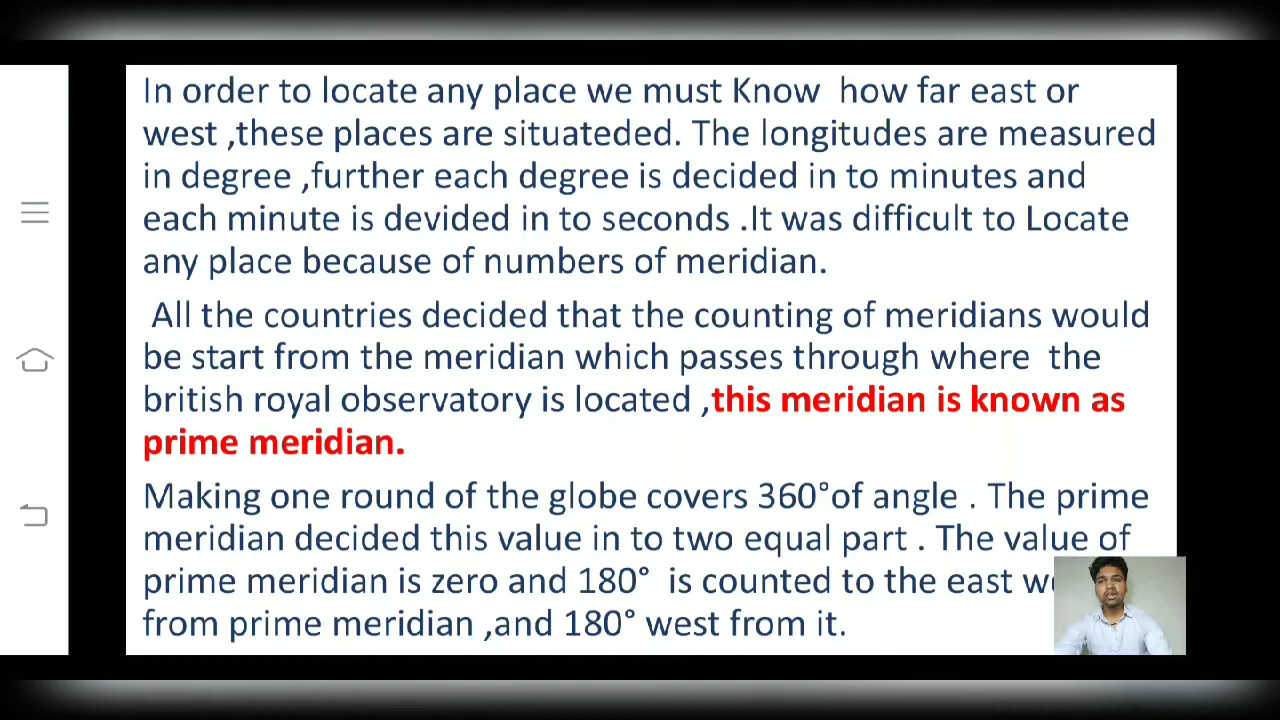 In order to locate any place we must Know  how far east or
west ,these places are situateded. The longitudes are measured
in degree ,further each degree is decided in to minutes and
each minute is devided in to seconds .It was difficult to Locate
any place because of numbers of meridian.
All the countries decided that the counting of meridians would
be start from the meridian which passes through where  the
british royal observatory is located ,this meridian is known as
prime meridian.
Making one round of the globe covers 360°of angle . The prime
meridian decided this value in to two equal part . The value of
prime meridian is zero and 180°  is counted to the east
from prime meridian ,and 180° west from it.